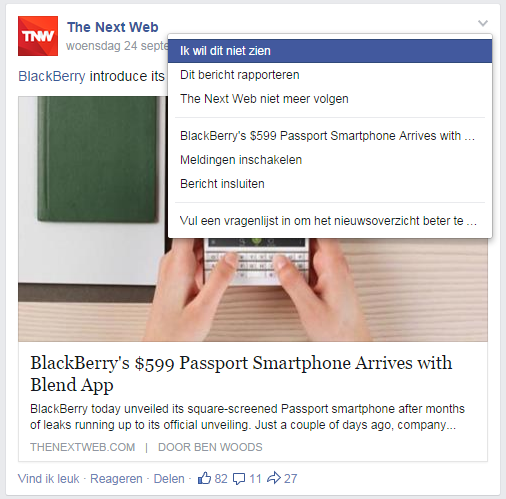 TNW
The Next Web
woensdag 24 septe
BlackBerry introduce its
Ik wil dit niet zien
Dit bericht rapporteren
The Next Web niet meer volgen
BlackBerry's $599 Passport Smartphone Arrives with ...
Meldingen inschakelen
Bericht insluiten
Vul een vragenlijst in om het nieuwsoverzicht beter te ...
BlackBerry's $599 Passport Smartphone Arrives with
Blend App
BlackBerry today unveiled its square-screened Passport smartphone after months
of leaks running up to its official unveiling. Just a couple of days ago, company...
THENEXTWEB.COM | DOOR BEN WOODS
Vind ik leuk · Reageren · Delen · 82 11 27